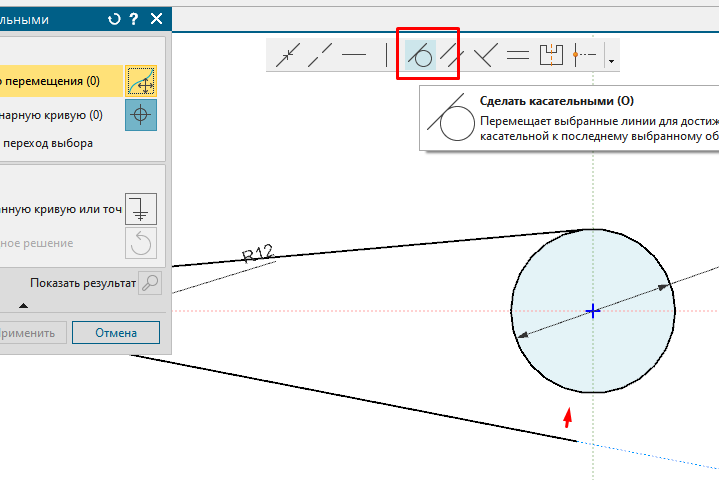 льными
? 
о перемещения (0)
нарную кривую (0)
переход выбора
анную кривую или точ
ное решение
Показать результат
рименить
Отмена
Сделать касательными (O)
Перемещает выбранные линии для достиж
касательной к последнему выбранному об
R12